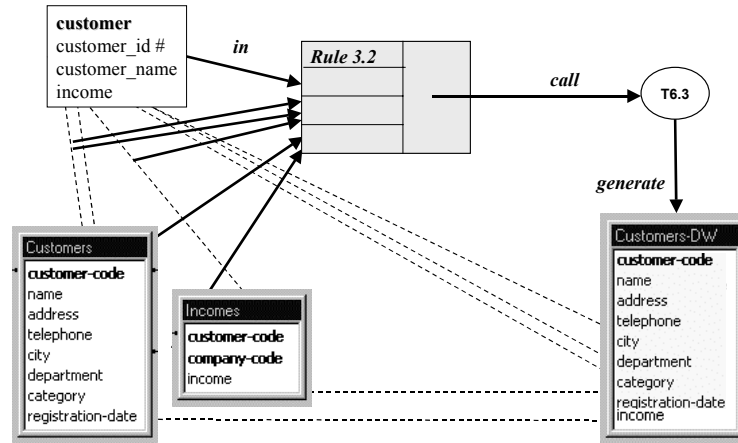 customer
customer_id #
customer_name
income
in
Rule 3.2
call
T6.3
generate
Customers
customer-code
name
address
telephone
city
department
category
registration-date
Incomes
customer-code
company-code
income
Customers-DW
customer-code
name
address
telephone
city
department
category
registration-date
income